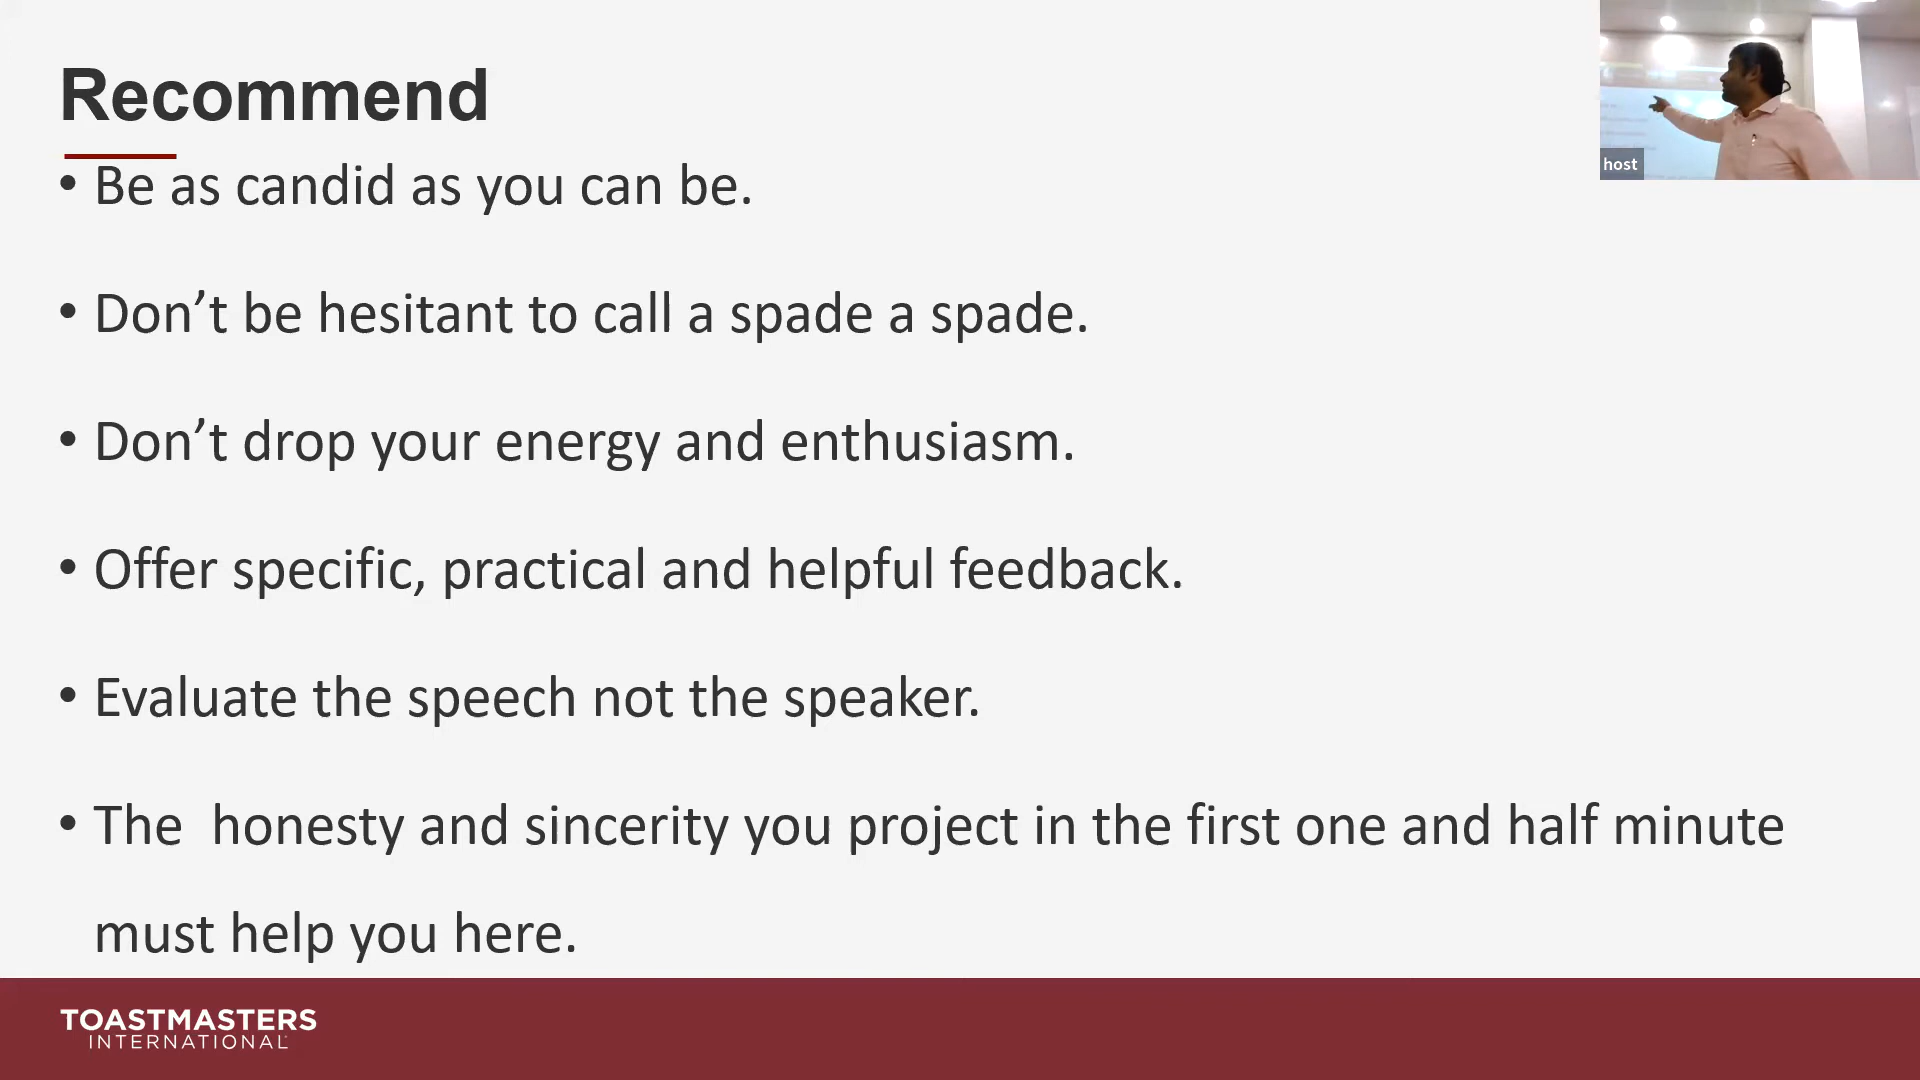 Recommend
• Be as candid as you can be.
• Don’t be hesitant to call a spade a spade.
• Don’t drop your energy and enthusiasm.
• Offer specific, practical and helpful feedback.
• Evaluate the speech not the speaker.
• The  honesty and sincerity you project in the first one and half minute
must help you here.
host
TOASTMASTERS
INTERNATIONAL